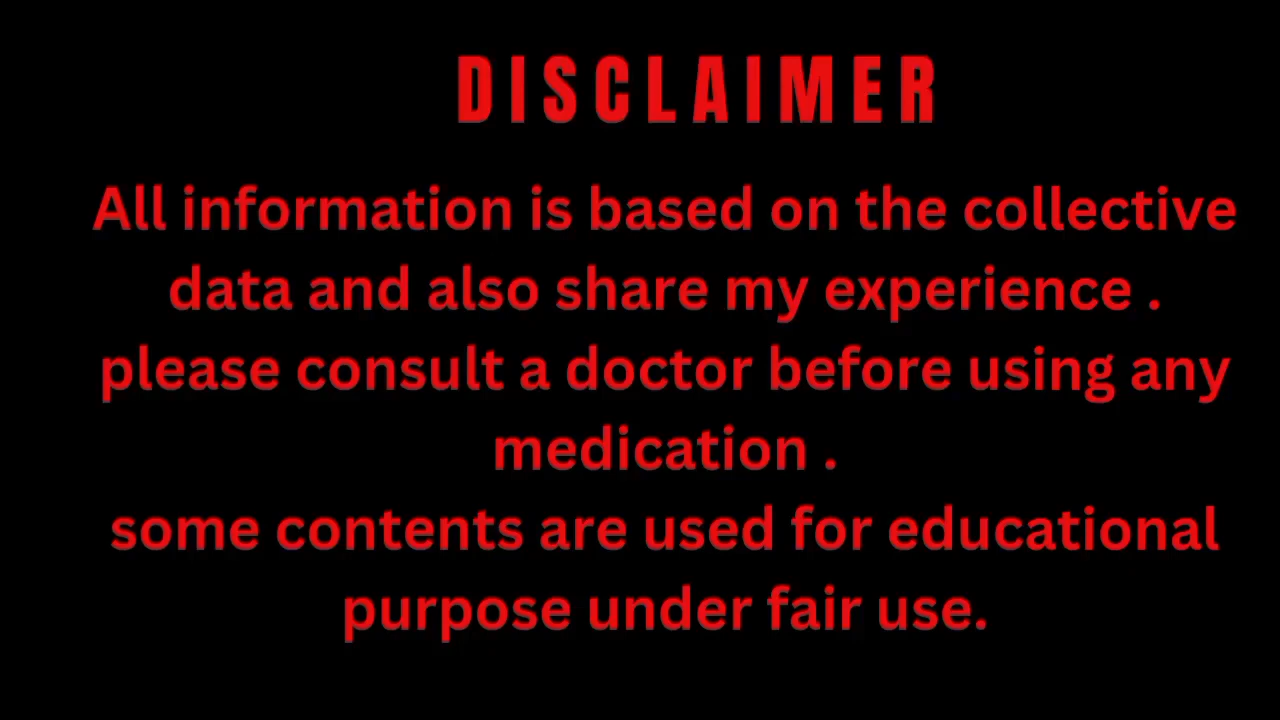 DISCLAIMER
All information is based on the collective
data and also share my experience .
please consult a doctor before using any
medication .
some contents are used for educational
purpose under fair use.